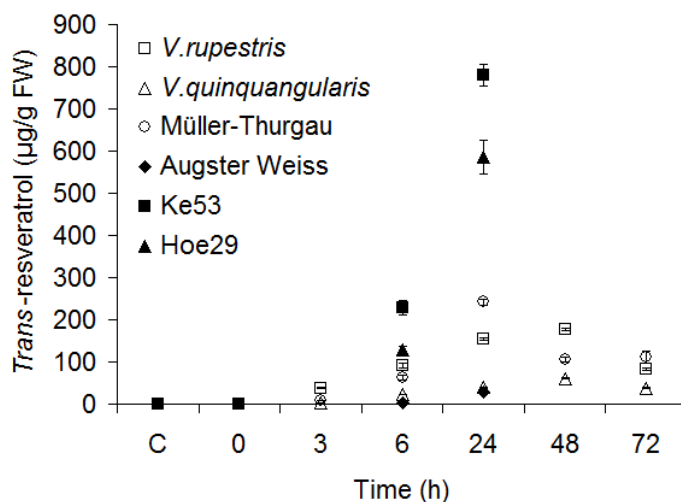 Trans-resveratrol (µg/g FW)
900
800
700
600
500
400
300
200
100
0
V.rupestris
V.quinquangularis
Müller-Thurgau
Augster Weiss
Ke53
Hoe29
C 0 3 6 24 48 72
Time (h)